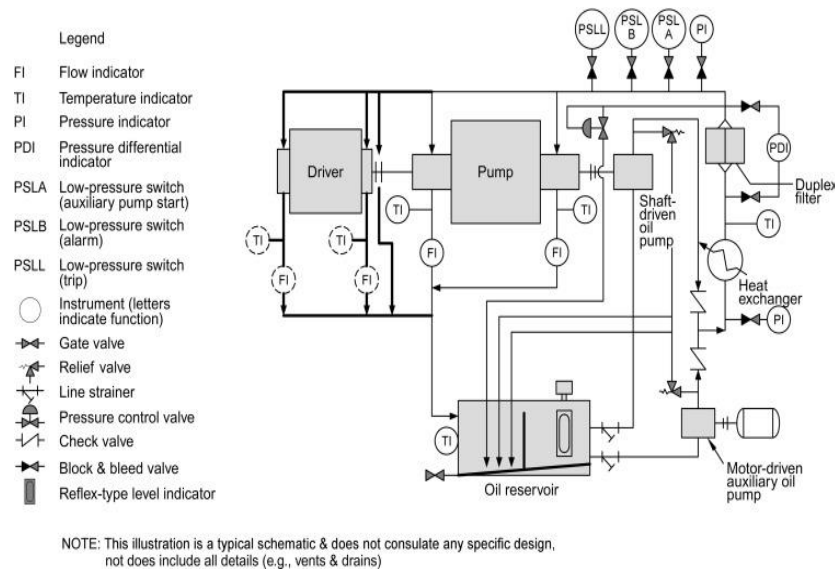 Legend
FI Flow indicator
TI Temperature indicator
PI Pressure indicator
PDI Pressure differential
indicator
PSLA Low-pressure switch
(auxiliary pump start)
PSLB Low-pressure switch
(alarm)
PSLL Low-pressure switch
(trip)
Instrument (letters
indicate function)
Gate valve
Relief valve
Line strainer
Pressure control valve
Check valve
Block & bleed valve
Reflex-type level indicator
PSLL
PSL
B
PSL
A
PI
Driver
Pump
PDI
Duplex
filter
TI
TI
Shaft-
driven oil
pump
TI
TI
TI
FI
FI
FI
FI
Heat
exchanger
PI
TI
Oil reservoir
Motor-driven
auxiliary oil
pump
NOTE: This illustration is a typical schematic & does not consulate any specific design,
not does include all details (e.g., vents & drains)